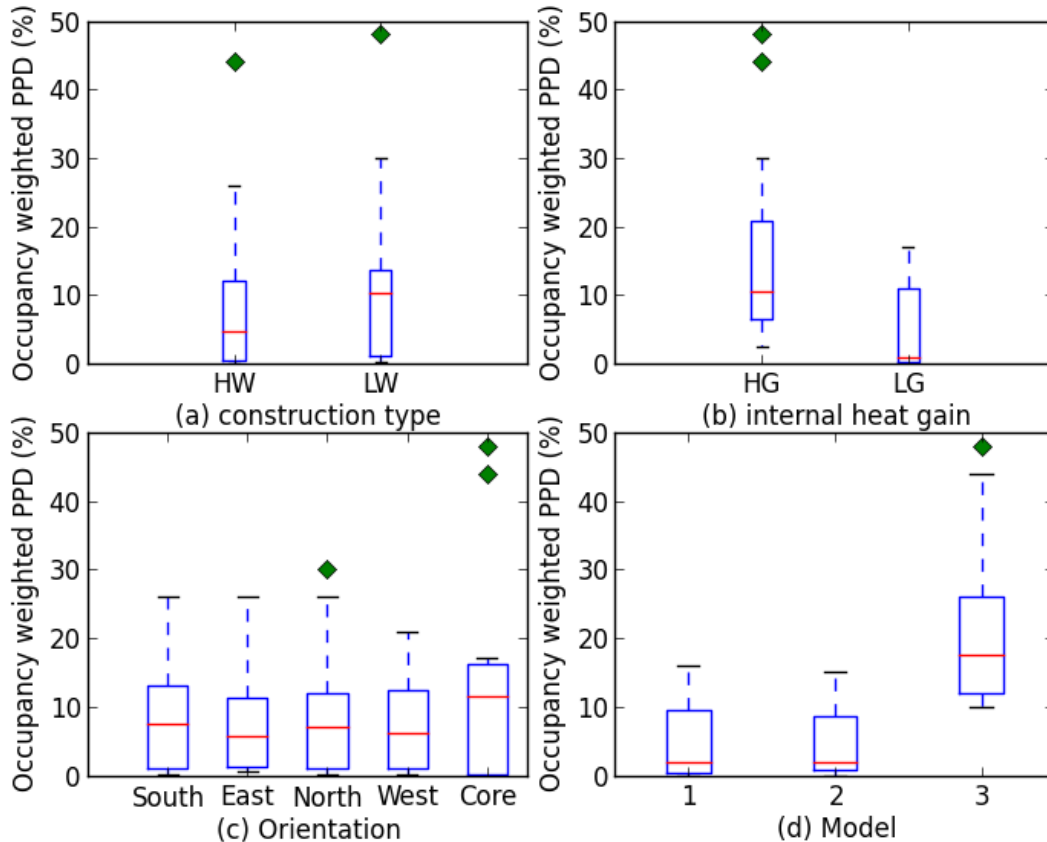 Occupancy weighted PPD (%)
50
40
30
20
10
0
HW LW
(a) construction type
Occupancy weighted PPD (%)
50
40
30
20
10
0
HG LG
(b) internal heat gain
Occupancy weighted PPD (%)
50
40
30
20
10
0
South East North West Core
(c) Orientation
Occupancy weighted PPD (%)
50
40
30
20
10
0
1 2 3
(d) Model